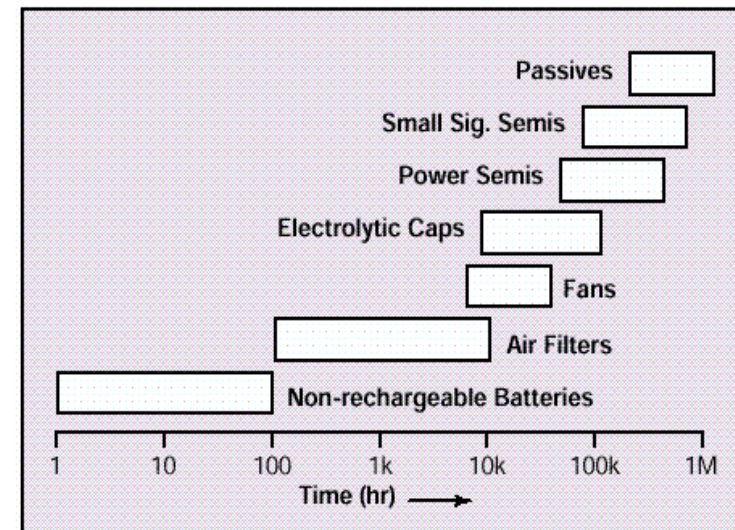 Passives
Small Sig. Semis
Power Semis
Electrolytic Caps
Fans
Air Filters
Non-rechargeable Batteries
1 10 100 1k 10k 100k 1M
Time (hr)